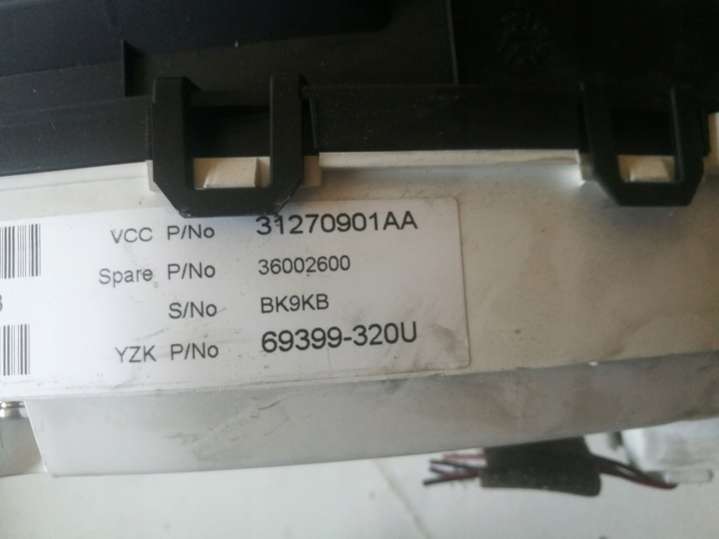 VCC P/No 31270901AA
Spare P/No 36002600
S/No BK9KB
YZK P/No 69399-320U